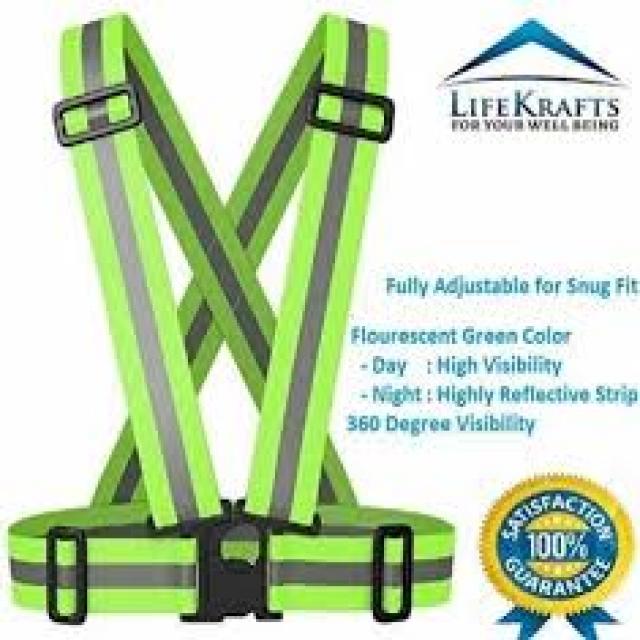 LIFEKRAFTS
FOR YOUR WELL BEING
Fully Adjustable for Snug Fit
Flourescent Green Color
- Day : High Visibility
- Night : Highly Reflective Strip
360 Degree Visibility
SATISFACTION
100%
GUARANTEE